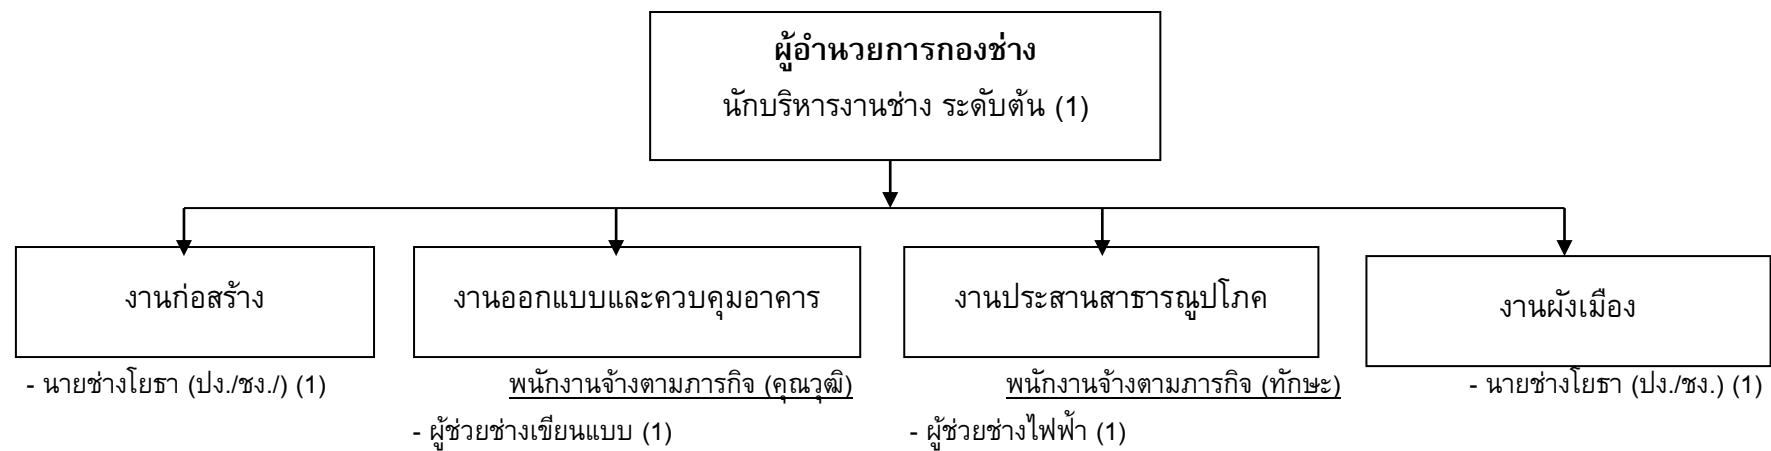 ผู้อำนวยการกองช่าง
นักบริหารงานช่าง ระดับต้น (1)
งานก่อสร้าง
งานออกแบบและควบคุมอาคาร
งานประสานสาธารณูปโภค
งานผังเมือง
- นายช่างโยธา (ปง./ชง./) (1)
พนักงานจ้างตามภารกิจ (คุณวุฒิ)
พนักงานจ้างตามภารกิจ (ทักษะ)
- นายช่างโยธา (ปง./ชง.) (1)
- ผู้ช่วยช่างเขียนแบบ (1)
- ผู้ช่วยช่างไฟฟ้า (1)